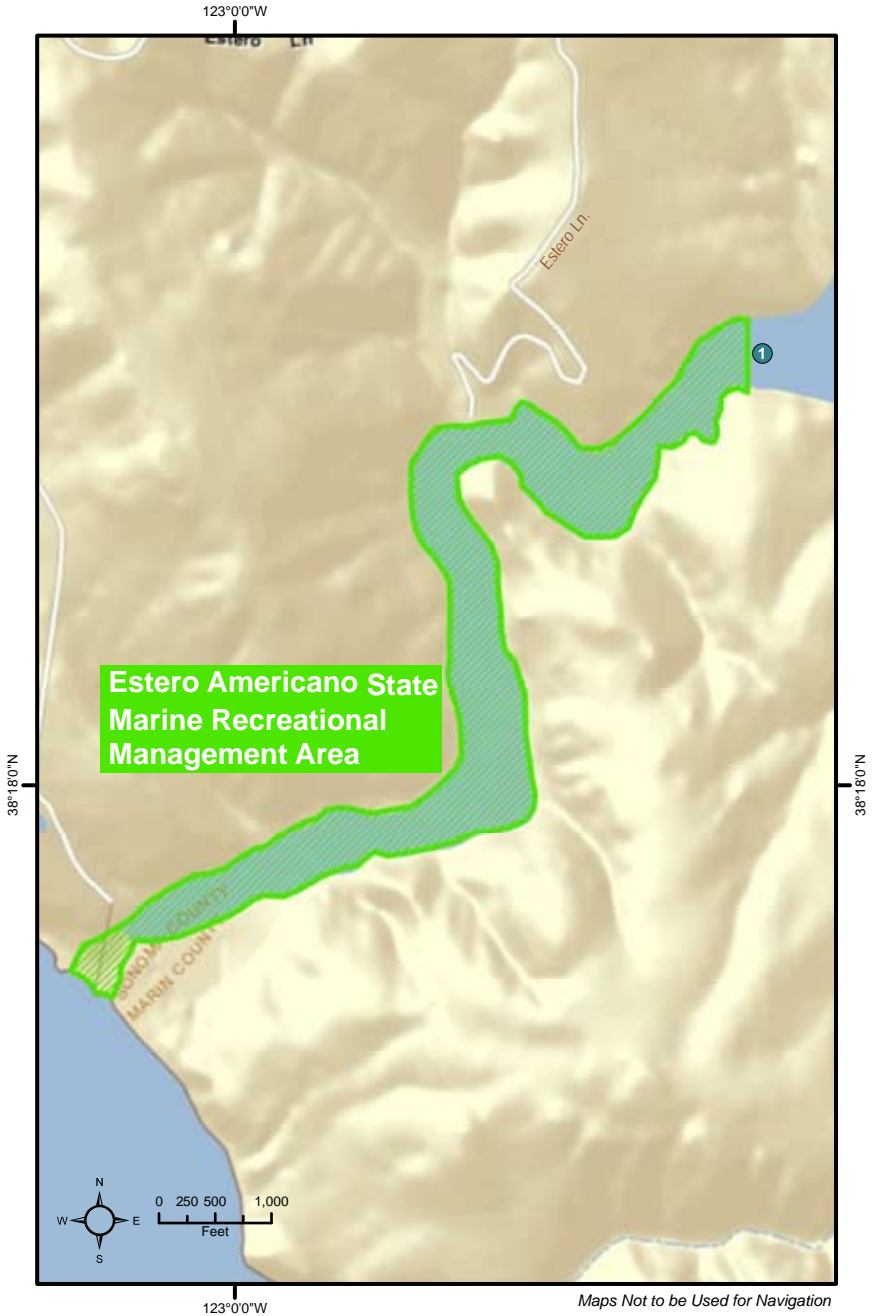 123°0'0"W
Estero Ln
Estero Ln.
1
Estero Americano State
Marine Recreational
Management Area
38°18'0"N
38°18'0"N
SONOMA COUNTY
MARIN COUNTY
N
W
E
S
0 250 500 1,000
Feet
123°0'0"W
Maps Not to be Used for Navigation